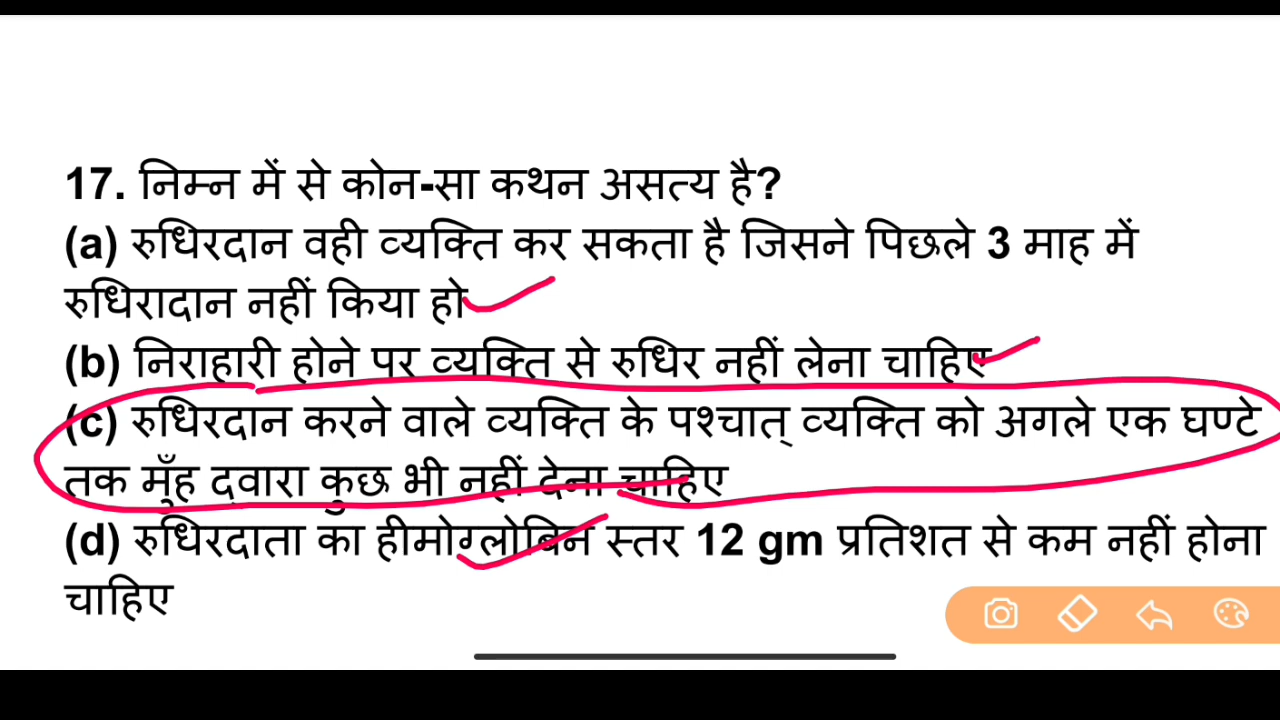 17. निम्न में से कोन-सा कथन असत्य है?
(a) रुधिरदान वही व्यक्ति कर सकता है जिसने पिछले 3 माह में
रुधिरादान नहीं किया हो
(b) निराहारी होने पर व्यक्ति से रुधिर नहीं लेना चाहिए
(c) रुधिरदान करने वाले व्यक्ति के पश्चात् व्यक्ति को अगले एक घण्टे
तक मुँह द्वारा कुछ भी नहीं देना चाहिए
(d) रुधिरदाता का हीमोग्लोबिन स्तर 12 gm प्रतिशत से कम नहीं होना
चाहिए